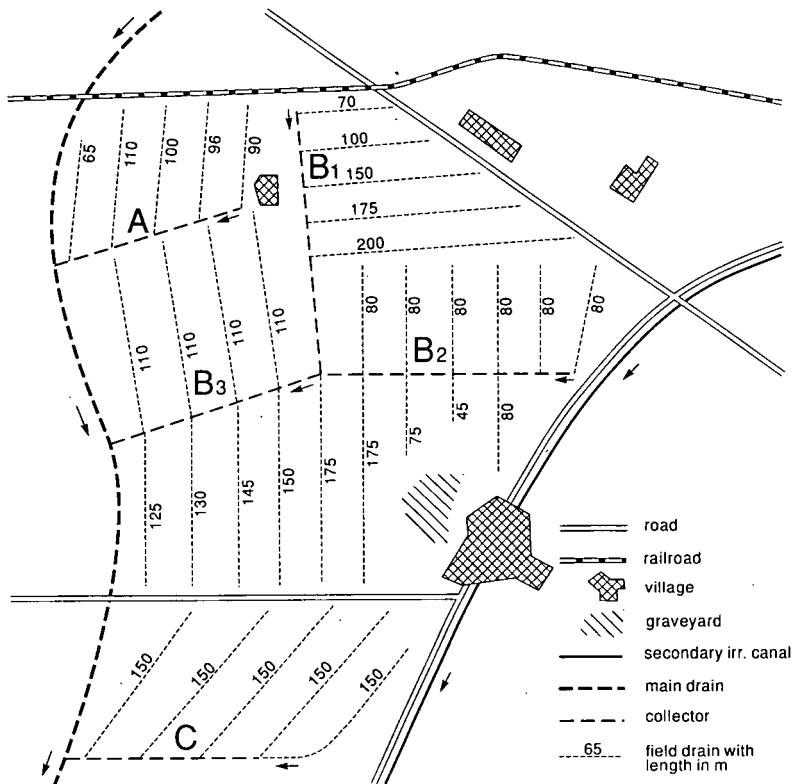 70
65
110
100
96
90
100
B1
150
175
A
200
80
80
80
80
80
80
110
110
110
110
B2
B3
175
175
75
45
80
125
130
145
150
road
railroad
village
graveyard
secondary irr. canal
main drain
collector
65 field drain with
length in m
150
150
150
150
150
C